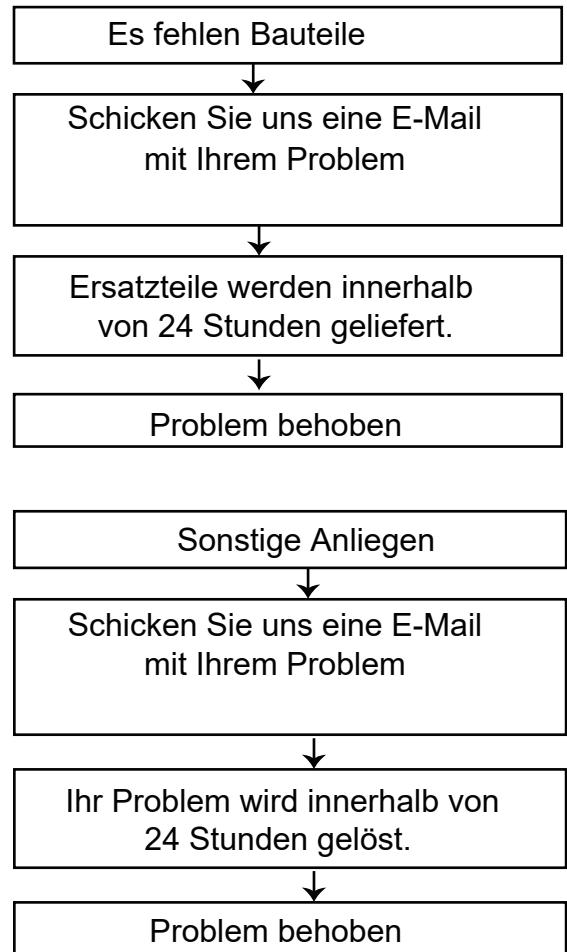 Es fehlen Bauteile
Schicken Sie uns eine E-Mail
mit Ihrem Problem
Ersatzteile werden innerhalb
von 24 Stunden geliefert.
Problem behoben
Sonstige Anliegen
Schicken Sie uns eine E-Mail
mit Ihrem Problem
Ihr Problem wird innerhalb von
24 Stunden gelöst.
Problem behoben